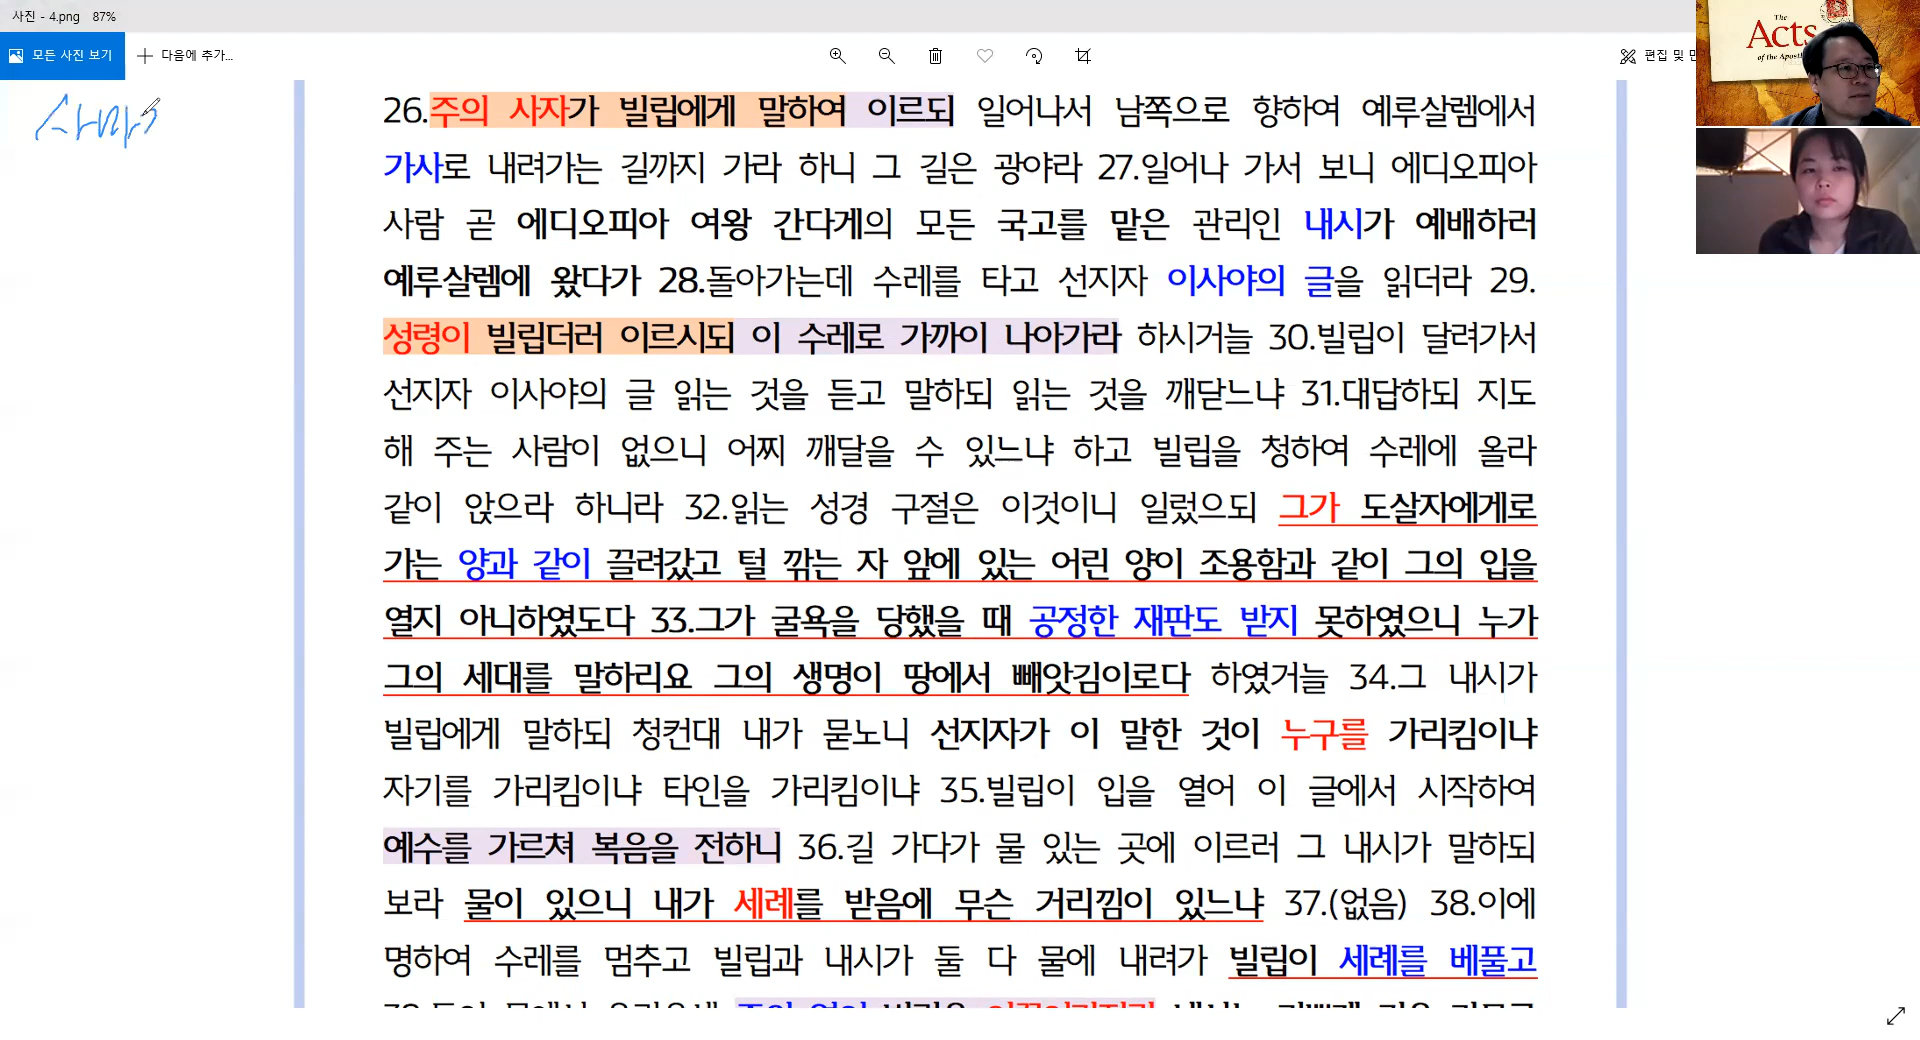 사진 - 4.png 87%
모든 사진 보기
다음에 추가...
편집 및 만
The
Acts
of the Apost
26.주의 사자가 빌립에게 말하여 이르되 일어나서 남쪽으로 향하여 예루살렘에서
가사로 내려가는 길까지 가라 하니 그 길은 광야라 27.일어나 가서 보니 에디오피아
사람 곧 에디오피아 여왕 간다게의 모든 국고를 맡은 관리인 내시가 예배하러
예루살렘에 왔다가 28.돌아가는데 수레를 타고 선지자 이사야의 글을 읽더라 29.
성령이 빌립더러 이르시되 이 수레로 가까이 나아가라 하시거늘 30.빌립이 달려가서
선지자 이사야의 글 읽는 것을 듣고 말하되 읽는 것을 깨닫느냐 31.대답하되 지도
해 주는 사람이 없으니 어찌 깨달을 수 있느냐 하고 빌립을 청하여 수레에 올라
같이 앉으라 하니라 32.읽는 성경 구절은 이것이니 일렀으되 그가 도살자에게로
가는 양과 같이 끌려갔고 털 깎는 자 앞에 있는 어린 양이 조용함과 같이 그의 입을
열지 아니하였도다 33.그가 굴욕을 당했을 때 공정한 재판도 받지 못하였으니 누가
그의 세대를 말하리요 그의 생명이 땅에서 빼앗김이로다 하였거늘 34.그 내시가
빌립에게 말하되 청컨대 내가 묻노니 선지자가 이 말한 것이 누구를 가리킴이냐
자기를 가리킴이냐 타인을 가리킴이냐 35.빌립이 입을 열어 이 글에서 시작하여
예수를 가르쳐 복음을 전하니 36.길 가다가 물 있는 곳에 이르러 그 내시가 말하되
보라 물이 있으니 내가 세례를 받음에 무슨 거리낌이 있느냐 37.(없음) 38.이에
명하여 수레를 멈추고 빌립과 내시가 둘 다 물에 내려가 빌립이 세례를 베풀고